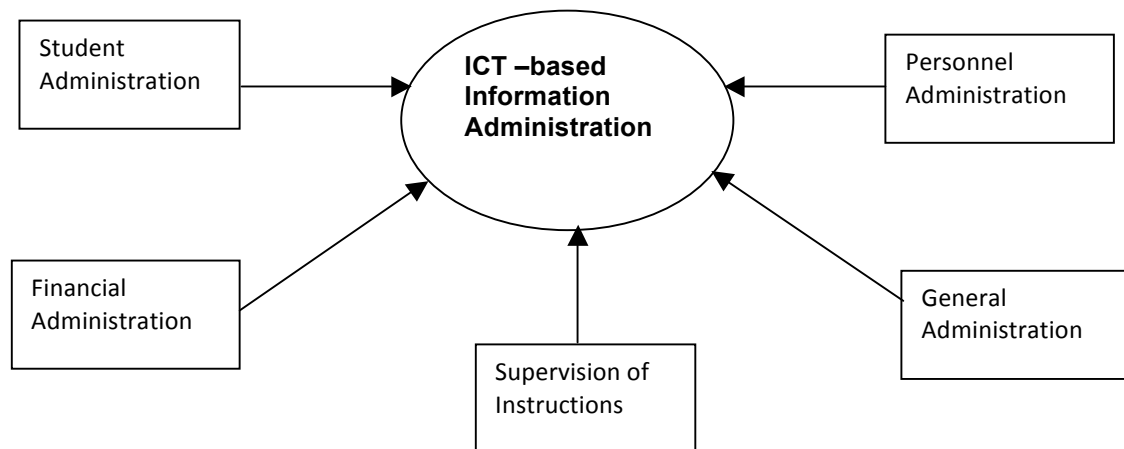 Student
Administration
ICT –based
Information
Administration
Personnel
Administration
Financial
Administration
Supervision of
Instructions
General
Administration